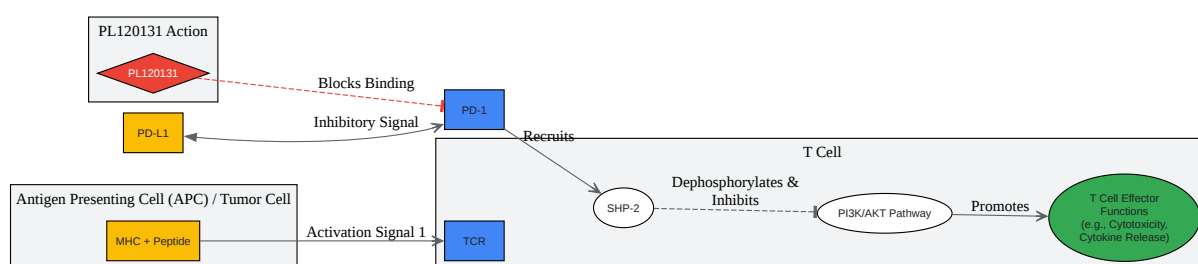 PL120131 Action
PL120131
Blocks Binding
PD-1
PD-L1
Inhibitory Signal
Recruits
T Cell
Antigen Presenting Cell (APC) / Tumor Cell
MHC + Peptide
Activation Signal 1
TCR
SHP-2
Dephosphorylates &
Inhibits
PI3K/AKT Pathway
Promotes
T Cell Effector
Functions
(e.g., Cytotoxicity,
Cytokine Release)